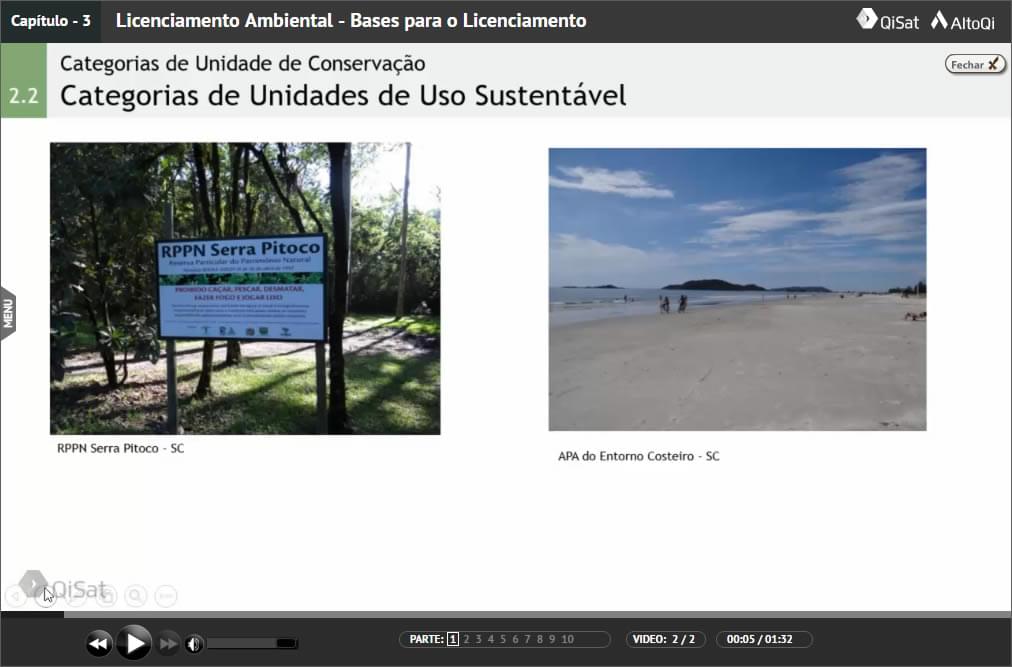 Capítulo - 3
Licenciamento Ambiental - Bases para o Licenciamento
QiSat
AltoQi
Categorias de Unidade de Conservação
Fechar
2.2
Categorias de Unidades de Uso Sustentável
RPPN Serra Pitoco
Reserva Particular do Patrimônio Natural
PROIBIDO CAÇAR, PESCAR, DESMATAR,
FAZER FOGO E JOGAR LIXO
MENU
RPPN Serra Pitoco - SC
APA do Entorno Costeiro - SC
QiSat
PARTE: 1 2 3 4 5 6 7 8 9 10
VIDEO: 2 / 2
00:05 / 01:32